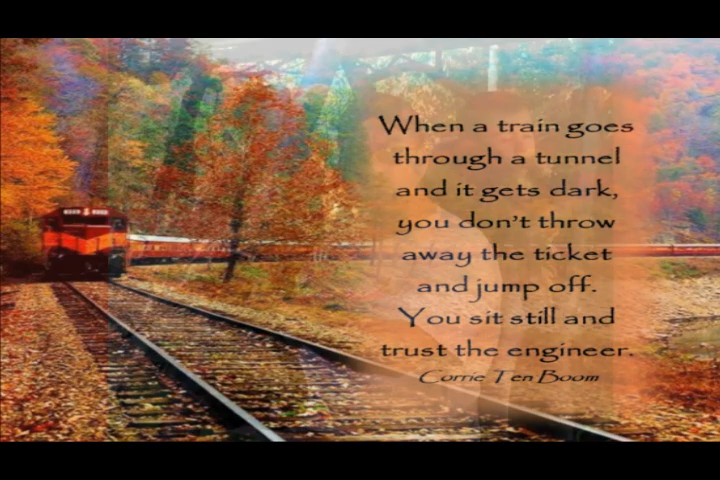 When a train goes
through a tunnel
and it gets dark,
you don't throw
away the ticket
and jump off.
You sit still and
trust the engineer.
Corrie Ten Boom